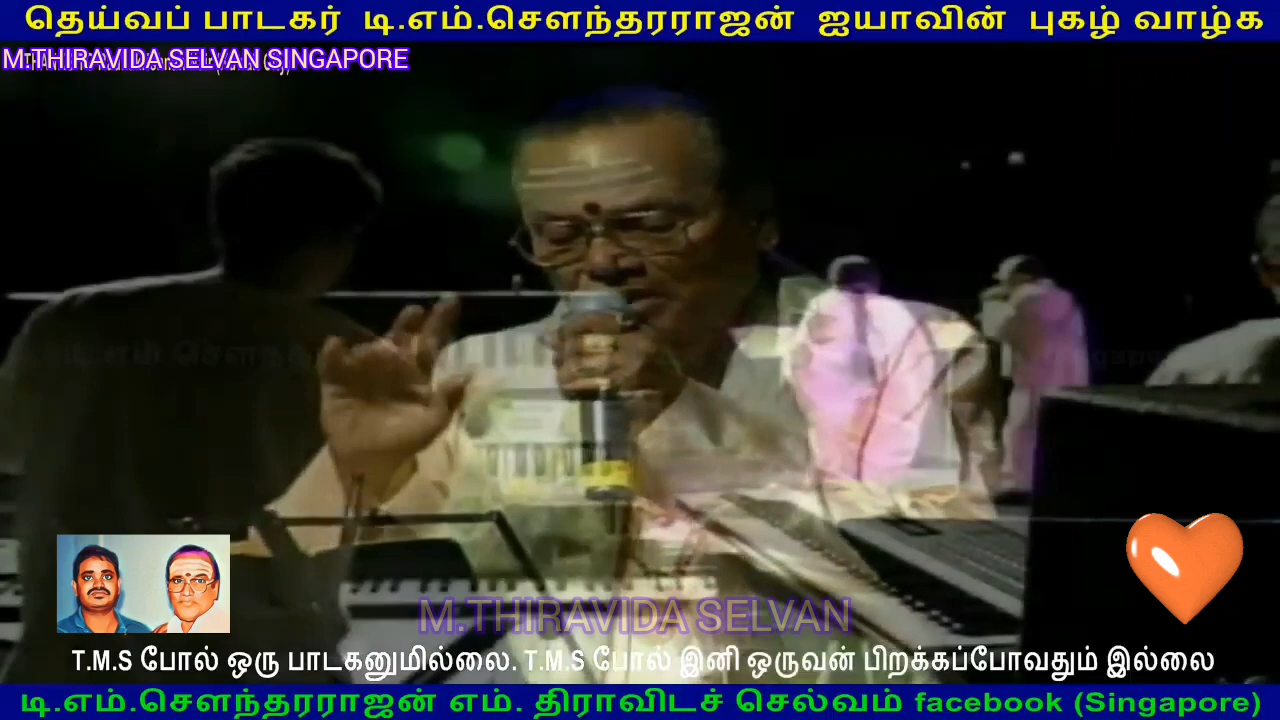 தெய்வப் பாடகர் டி.எம்.சௌந்தரராஜன் ஐயாவின் புகழ் வாழ்க
M.THIRAVIDA SELVAN SINGAPORE
டி.எம் சௌந்த
M.THIRAVIDA SELVAN
T.M.S போல் ஒரு பாடகனுமில்லை. T.M.S போல் இனி ஒருவன் பிறக்கப்போவதும் இல்லை
டி.எம்.சௌந்தரராஜன் எம். திராவிடச் செல்வம் facebook (Singapore)